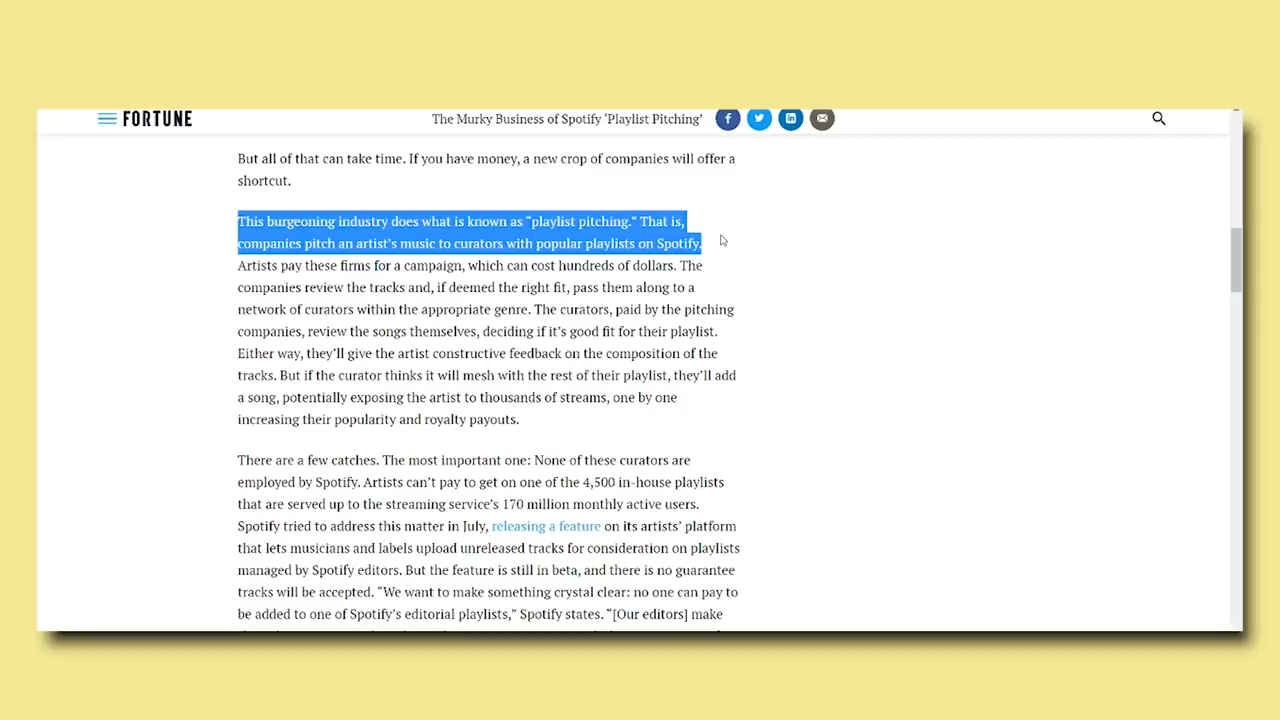 FORTUNE
The Murky Business of Spotify ‘Playlist Pitching’
But all of that can take time. If you have money, a new crop of companies will offer a
shortcut.
This burgeoning industry does what is known as “playlist pitching.” That is,
companies pitch an artist’s music to curators with popular playlists on Spotify.
Artists pay these firms for a campaign, which can cost hundreds of dollars. The
companies review the tracks and, if deemed the right fit, pass them along to a
network of curators within the appropriate genre. The curators, paid by the pitching
companies, review the songs themselves, deciding if it’s good fit for their playlist.
Either way, they’ll give the artist constructive feedback on the composition of the
tracks. But if the curator thinks it will mesh with the rest of their playlist, they’ll add
a song, potentially exposing the artist to thousands of streams, one by one
increasing their popularity and royalty payouts.
There are a few catches. The most important one: None of these curators are
employed by Spotify. Artists can’t pay to get on one of the 4,500 in-house playlists
that are served up to the streaming service’s 170 million monthly active users.
Spotify tried to address this matter in July, releasing a feature on its artists’ platform
that lets musicians and labels upload unreleased tracks for consideration on playlists
managed by Spotify editors. But the feature is still in beta, and there is no guarantee
tracks will be accepted. “We want to make something crystal clear: no one can pay to
be added to one of Spotify’s editorial playlists,” Spotify states. “[Our editors] make